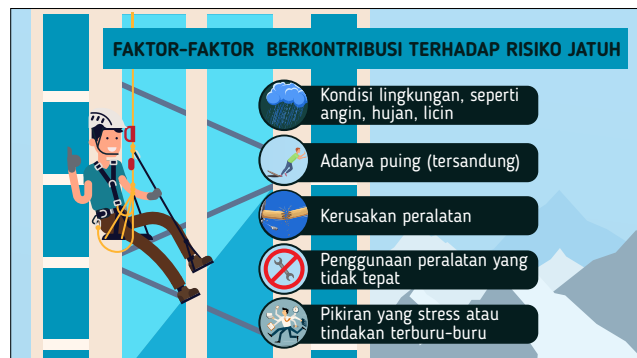 FAKTOR-FAKTOR BERKONTRIBUSI TERHADAP RISIKO JATUH
Kondisi lingkungan, seperti
angin, hujan, licin
Adanya puing (tersandung)
Kerusakan peralatan
Penggunaan peralatan yang
tidak tepat
Pikiran yang stress atau
tindakan terburu-buru